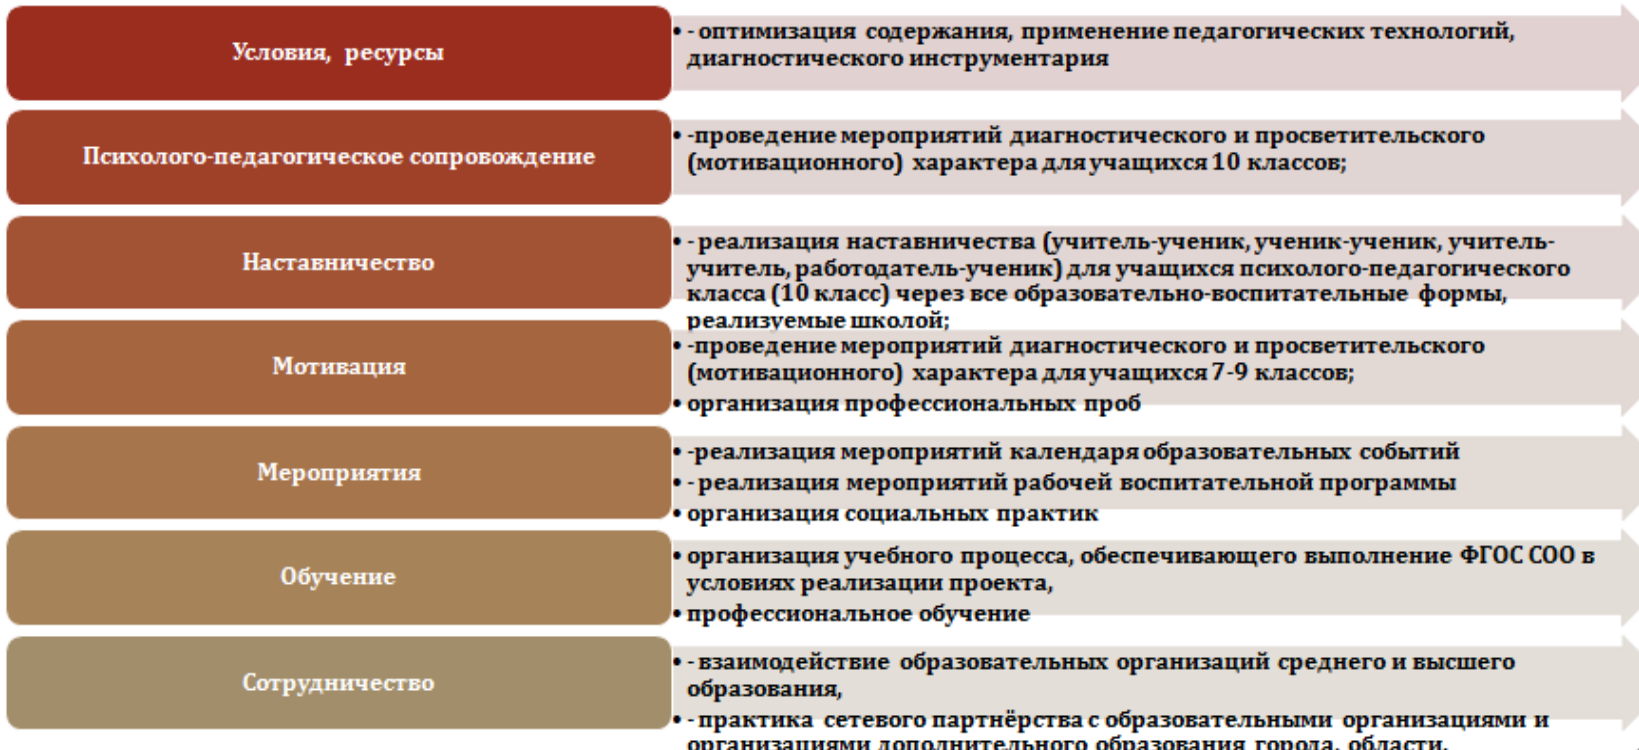 Условия, ресурсы
• - оптимизация содержания, применение педагогических технологий,
диагностического инструментария
Психолого-педагогическое сопровождение
• -проведение мероприятий диагностического и просветительского
(мотивационного) характера для учащихся 10 классов;
Наставничество
• - реализация наставничества (учитель-ученик, ученик-ученик, учитель-
учитель, работодатель-ученик) для учащихся психолого-педагогического
класса (10 класс) через все образовательно-воспитательные формы,
реализуемые школой;
Мотивация
• -проведение мероприятий диагностического и просветительского
(мотивационного) характера для учащихся 7-9 классов;
• организация профессиональных проб
Мероприятия
• -реализация мероприятий календаря образовательных событий
• - реализация мероприятий рабочей воспитательной программы
• организация социальных практик
Обучение
• организация учебного процесса, обеспечивающего выполнение ФГОС СОО в
условиях реализации проекта,
• профессиональное обучение
Сотрудничество
• - взаимодействие образовательных организаций среднего и высшего
образования,
• - практика сетевого партнёрства с образовательными организациями и
организациями дополнительного образования города, области.